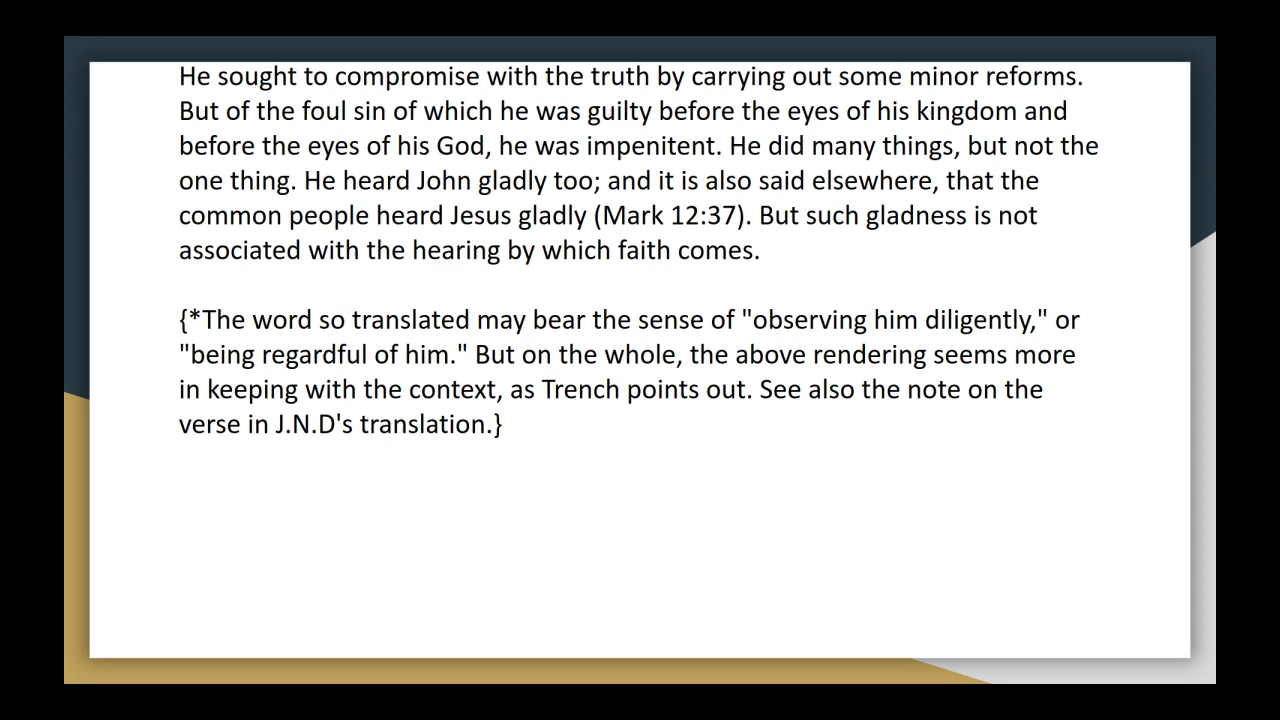 He sought to compromise with the truth by carrying out some minor reforms.
But of the foul sin of which he was guilty before the eyes of his kingdom and
before the eyes of his God, he was impenitent. He did many things, but not the
one thing. He heard John gladly too; and it is also said elsewhere, that the
common people heard Jesus gladly (Mark 12:37). But such gladness is not
associated with the hearing by which faith comes.
{*The word so translated may bear the sense of "observing him diligently," or
"being regardful of him." But on the whole, the above rendering seems more
in keeping with the context, as Trench points out. See also the note on the
verse in J.N.D's translation.}